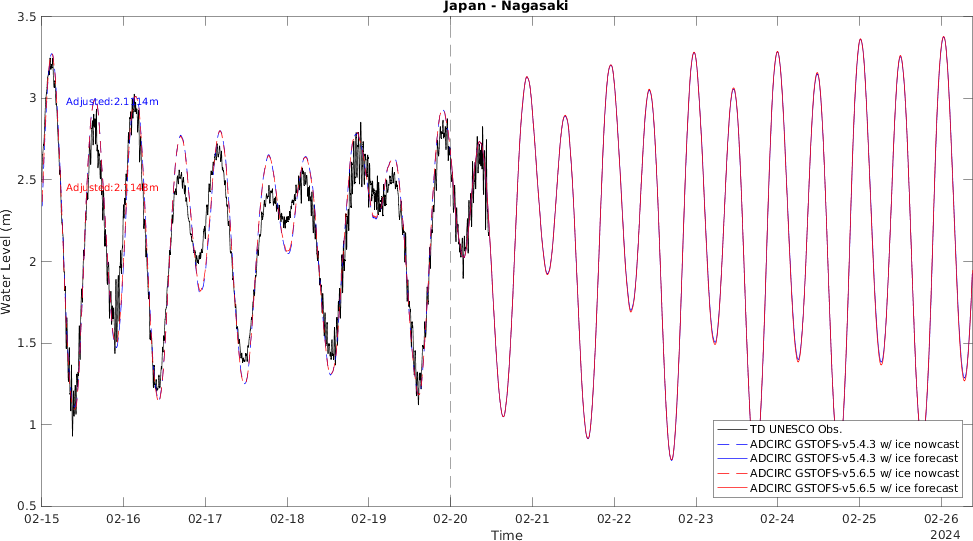 Japan - Nagasaki
3.5
3
2.5
2
1.5
1
0.5
Water Level (m)
Adjusted:2.1114m
Adjusted:2.1143m
TD UNESCO Obs.
ADCIRC GSTOFS-v5.4.3 w/ ice nowcast
ADCIRC GSTOFS-v5.4.3 w/ ice forecast
ADCIRC GSTOFS-v5.6.5 w/ ice nowcast
ADCIRC GSTOFS-v5.6.5 w/ ice forecast
02-15 02-16 02-17 02-18 02-19 02-20 02-21 02-22 02-23 02-24 02-25 02-26
Time
2024